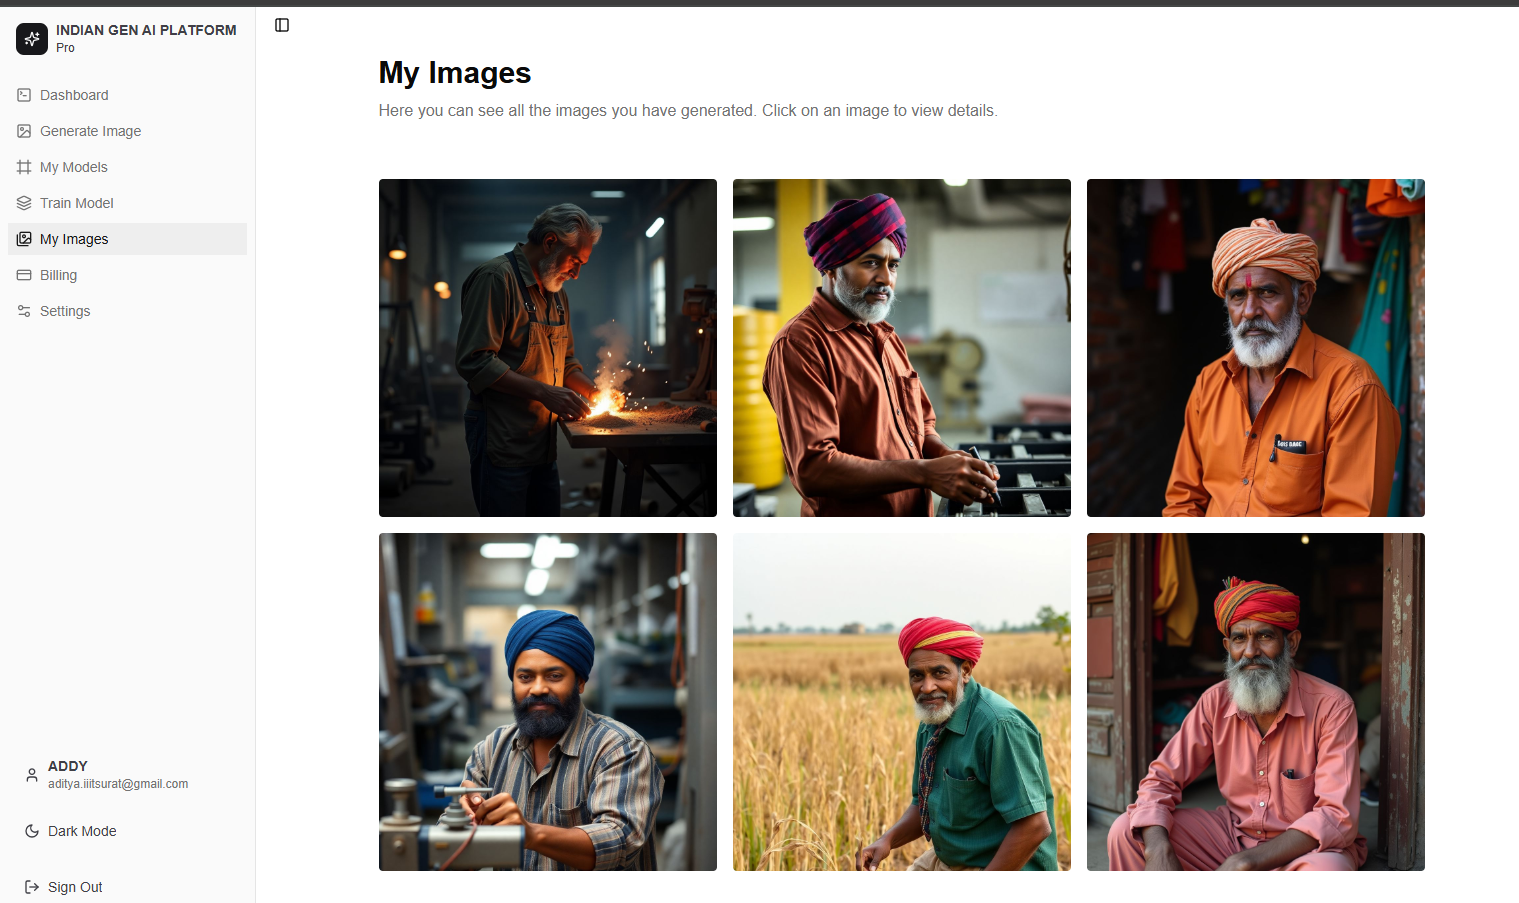 INDIAN GEN AI PLATFORM
Pro
Dashboard
Generate Image
My Models
Train Model
My Images
Billing
Settings
ADDY
aditya.iiitsurat@gmail.com
Dark Mode
Sign Out
My Images
Here you can see all the images you have generated. Click on an image to view details.